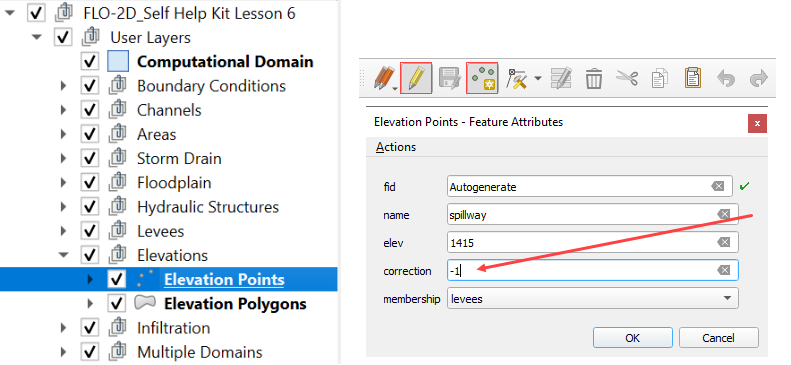 FLO-2D_Self Help Kit Lesson 6
User Layers
Computational Domain
Boundary Conditions
Channels
Areas
Storm Drain
Floodplain
Hydraulic Structures
Levees
Elevations
Elevation Points
Elevation Polygons
Infiltration
Multiple Domains
Elevation Points - Feature Attributes
x
Actions
fid Autogenerate
name spillway
elev 1415
correction -1
membership levees
OK Cancel